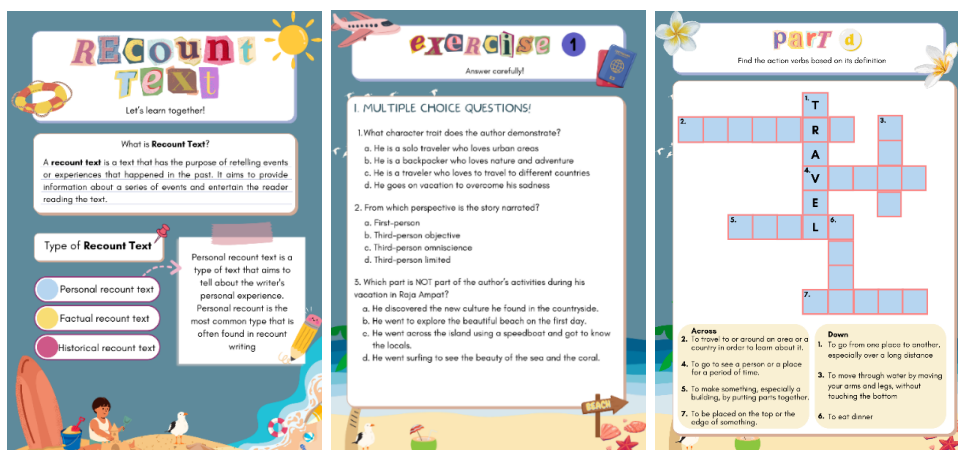 RECOUNT
TEXT
Let's learn together!
What is Recount Text?
A recount text is a text that has the purpose of retelling events
or experiences that happened in the past. It aims to provide
information about a series of events and entertain the reader
reading the text.
Type of Recount Text
Personal recount text
Factual recount text
Historical recount text
Personal recount text is a
type of text that aims to
tell about the writer's
personal experience.
Personal recount is the
most common type that is
often found in recount
writing
exercise 1
Answer carefully!
I. MULTIPLE CHOICE QUESTIONS!
1.What character trait does the author demonstrate?
a. He is a solo traveler who loves urban areas
b. He is a backpacker who loves nature and adventure
c. He is a traveler who loves to travel to different countries
d. He goes on vacation to overcome his sadness
2. From which perspective is the story narrated?
a. First-person
b. Third-person objective
c. Third-person omniscience
d. Third-person limited
3. Which part is NOT part of the author's activities during his
vacation in Raja Ampat?
a. He discovered the new culture he found in the countryside.
b. He went to explore the beautiful beach on the first day.
c. He went across the island using a speedboat and got to know
the locals.
d. He went surfing to see the beauty of the sea and the coral.
BEACH
parT d
Find the action verbs based on its definition
1. T
2. R 3.
A
4. V
E
5. L 6.
7.
Across
2. To travel to or around an area or a
country in order to learn about it.
4. To go to see a person or a place
for a period of time.
5. To make something, especially a
building, by putting parts together.
7. To be placed on the top or the
edge of something.
Down
1. To go from one place to another,
especially over a long distance
3. To move through water by moving
your arms and legs, without
touching the bottom
6. To eat dinner